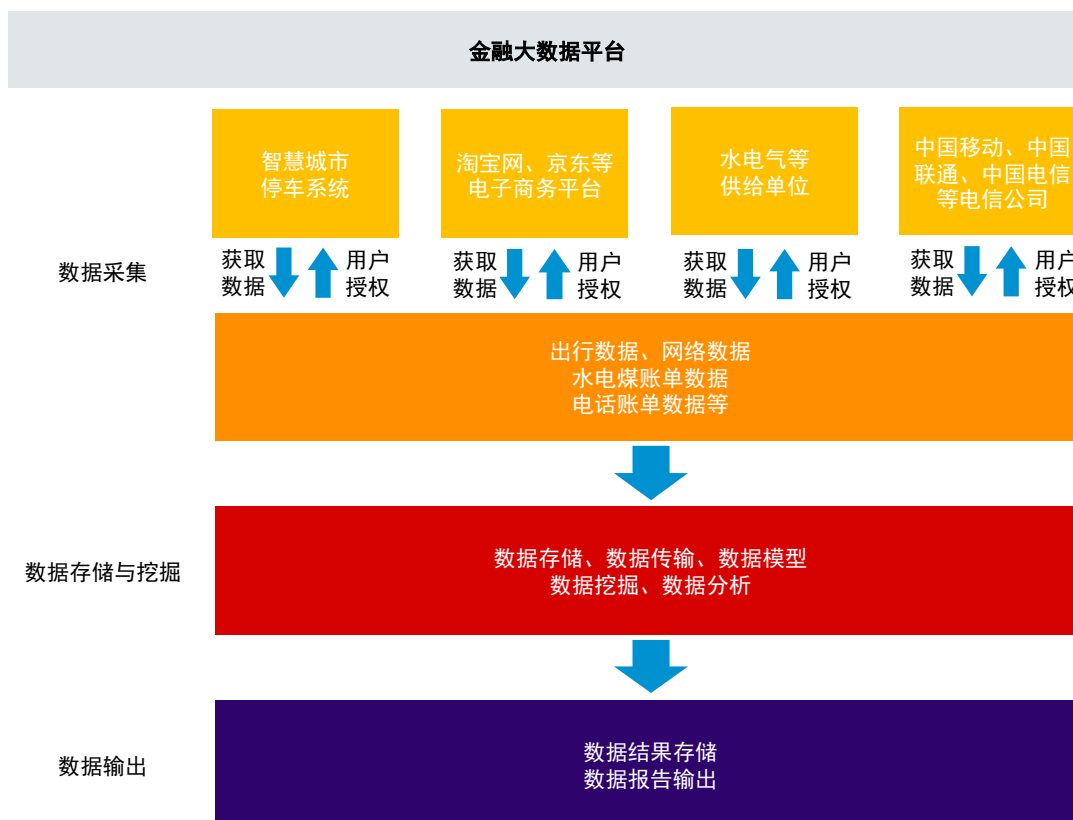 金融大数据平台
智慧城市
停车系统
淘宝网、京东等
电子商务平台
水电气等
供给单位
中国移动、中国
联通、中国电信
等电信公司
数据采集
获取
数据
用户
授权
获取
数据
用户
授权
获取
数据
用户
授权
获取
数据
用户
授权
出行数据、网络数据
水电煤账单数据
电话账单数据等
数据存储与挖掘
数据存储、数据传输、数据模型
数据挖掘、数据分析
数据输出
数据结果存储
数据报告输出